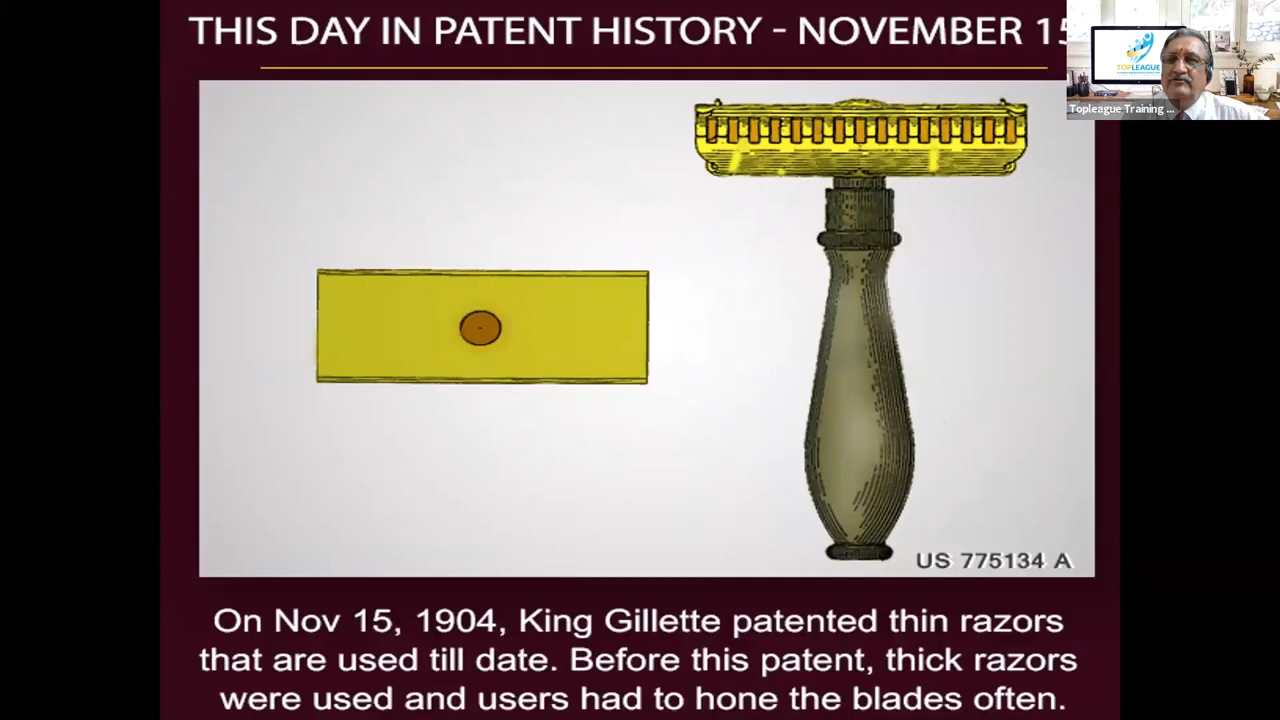 THIS DAY IN PATENT HISTORY - NOVEMBER 15
TOPLEAGUE
Topleague Training ...
US 775134 A
On Nov 15, 1904, King Gillette patented thin razors
that are used till date. Before this patent, thick razors
were used and users had to hone the blades often.